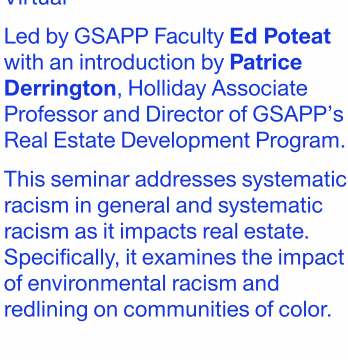 Virtual
Led by GSAPP Faculty Ed Poteat
with an introduction by Patrice
Derrington, Holliday Associate
Professor and Director of GSAPP's
Real Estate Development Program.
This seminar addresses systematic
racism in general and systematic
racism as it impacts real estate.
Specifically, it examines the impact
of environmental racism and
redlining on communities of color.